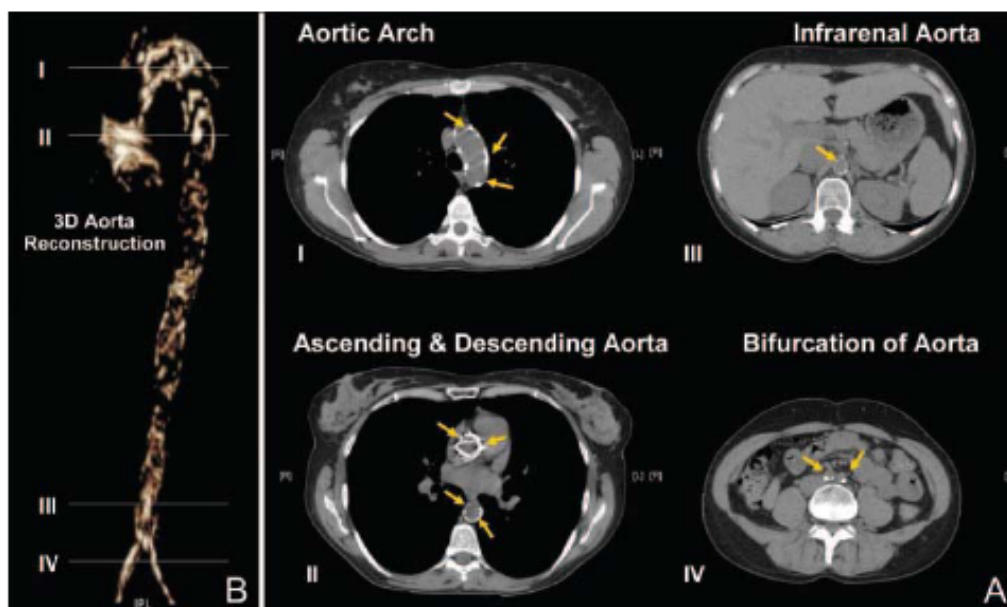 I
II
3D Aorta
Reconstruction
III
IV
B
Aortic Arch
I
Infrarenal Aorta
III
Ascending & Descending Aorta
II
Bifurcation of Aorta
IV
A